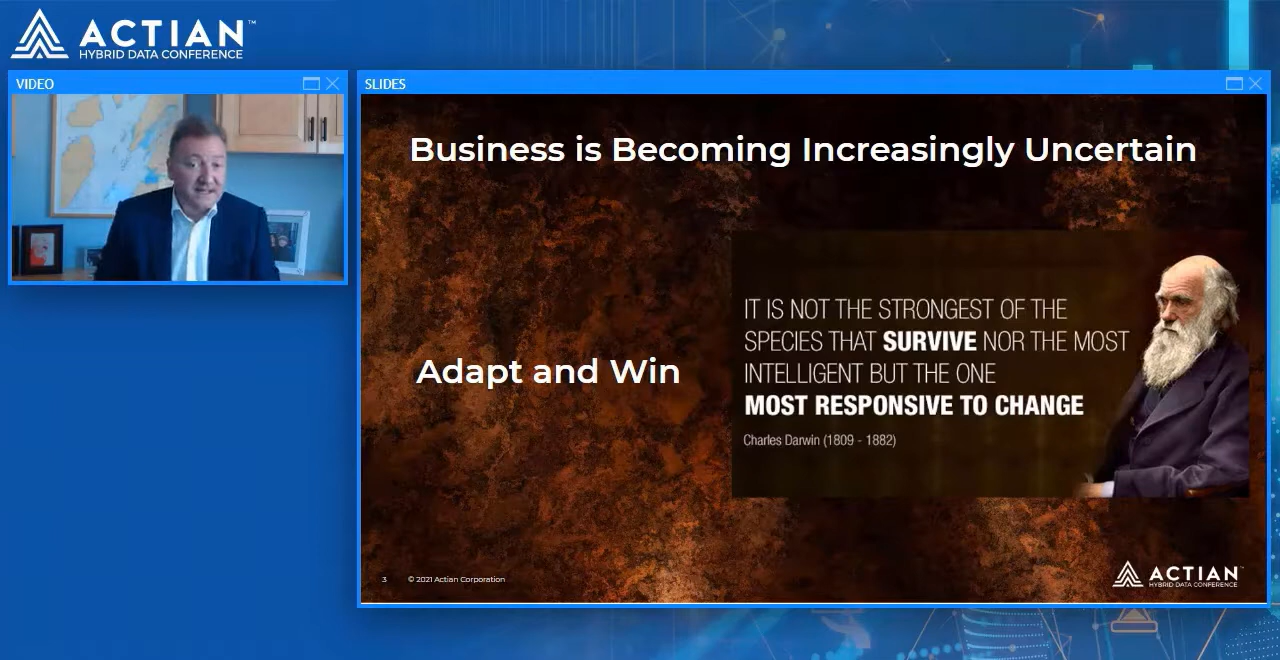 ACTIAN™
HYBRID DATA CONFERENCE
VIDEO
SLIDES
Business is Becoming Increasingly Uncertain
Adapt and Win
IT IS NOT THE STRONGEST OF THE
SPECIES THAT SURVIVE NOR THE MOST
INTELLIGENT BUT THE ONE
MOST RESPONSIVE TO CHANGE
Charles Darwin (1809 - 1882)
3 © 2021 Actian Corporation
ACTIAN™
HYBRID DATA CONFERENCE